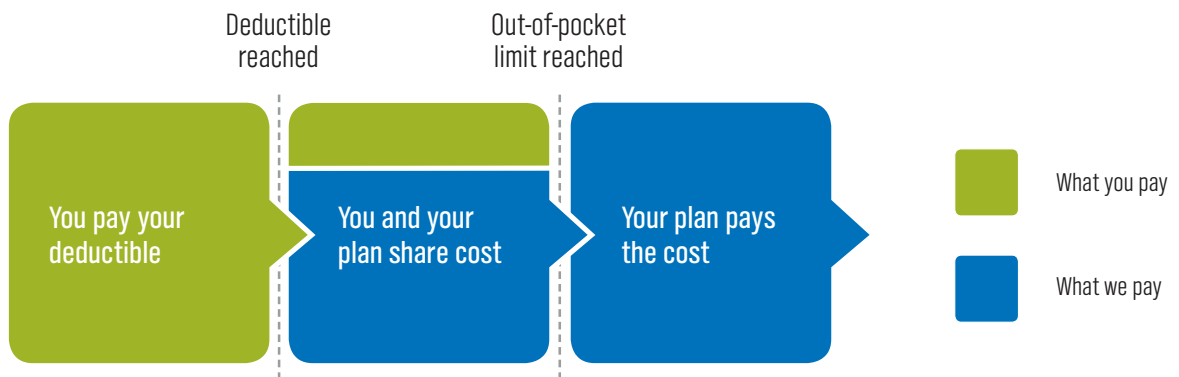 Deductible
reached
Out-of-pocket
limit reached
You pay your
deductible
You and your
plan share cost
Your plan pays
the cost
What you pay
What we pay